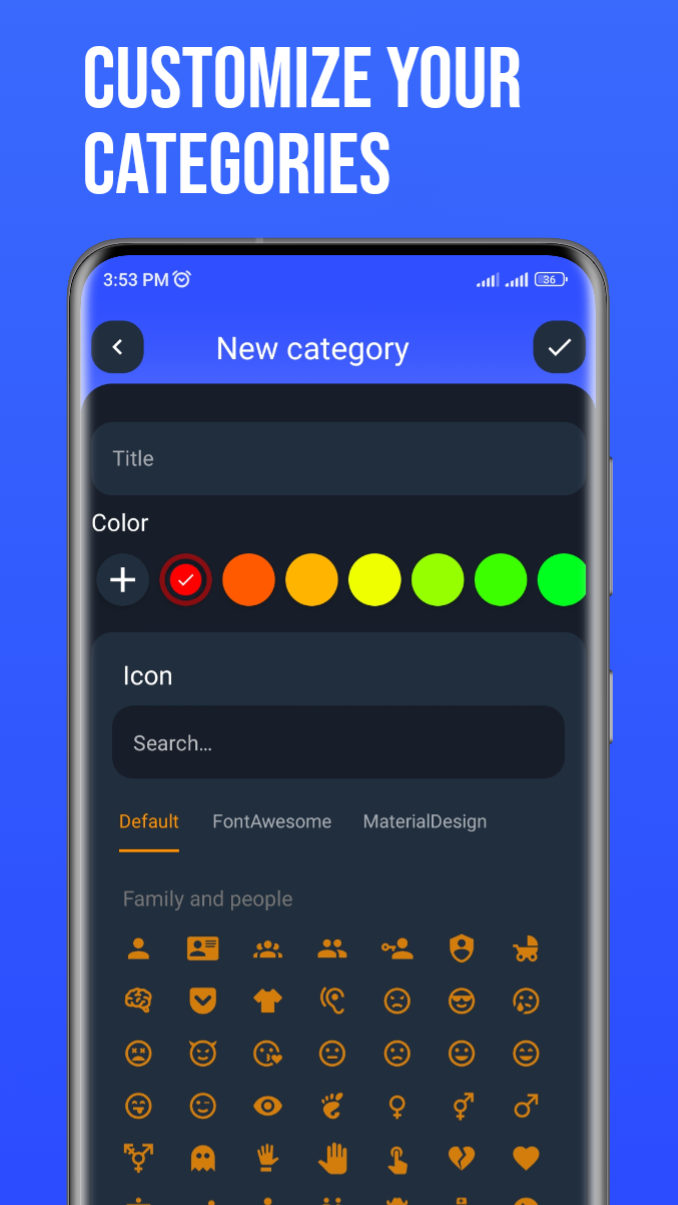 CUSTOMIZE YOUR
CATEGORIES
3:53 PM
36
New category
Title
Color
Icon
Search...
Default FontAwesome MaterialDesign
Family and people